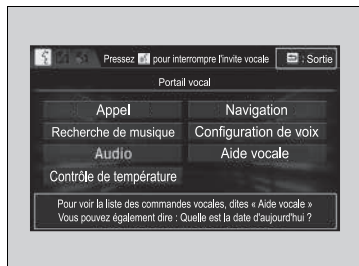 Pressez pour interrompre l'invite vocale : Sortie
Portail vocal
Appel Navigation
Recherche de musique Configuration de voix
Audio Aide vocale
Contrôle de température
Pour voir la liste des commandes vocales, dites « Aide vocale »
Vous pouvez également dire : Quelle est la date d'aujourd'hui ?